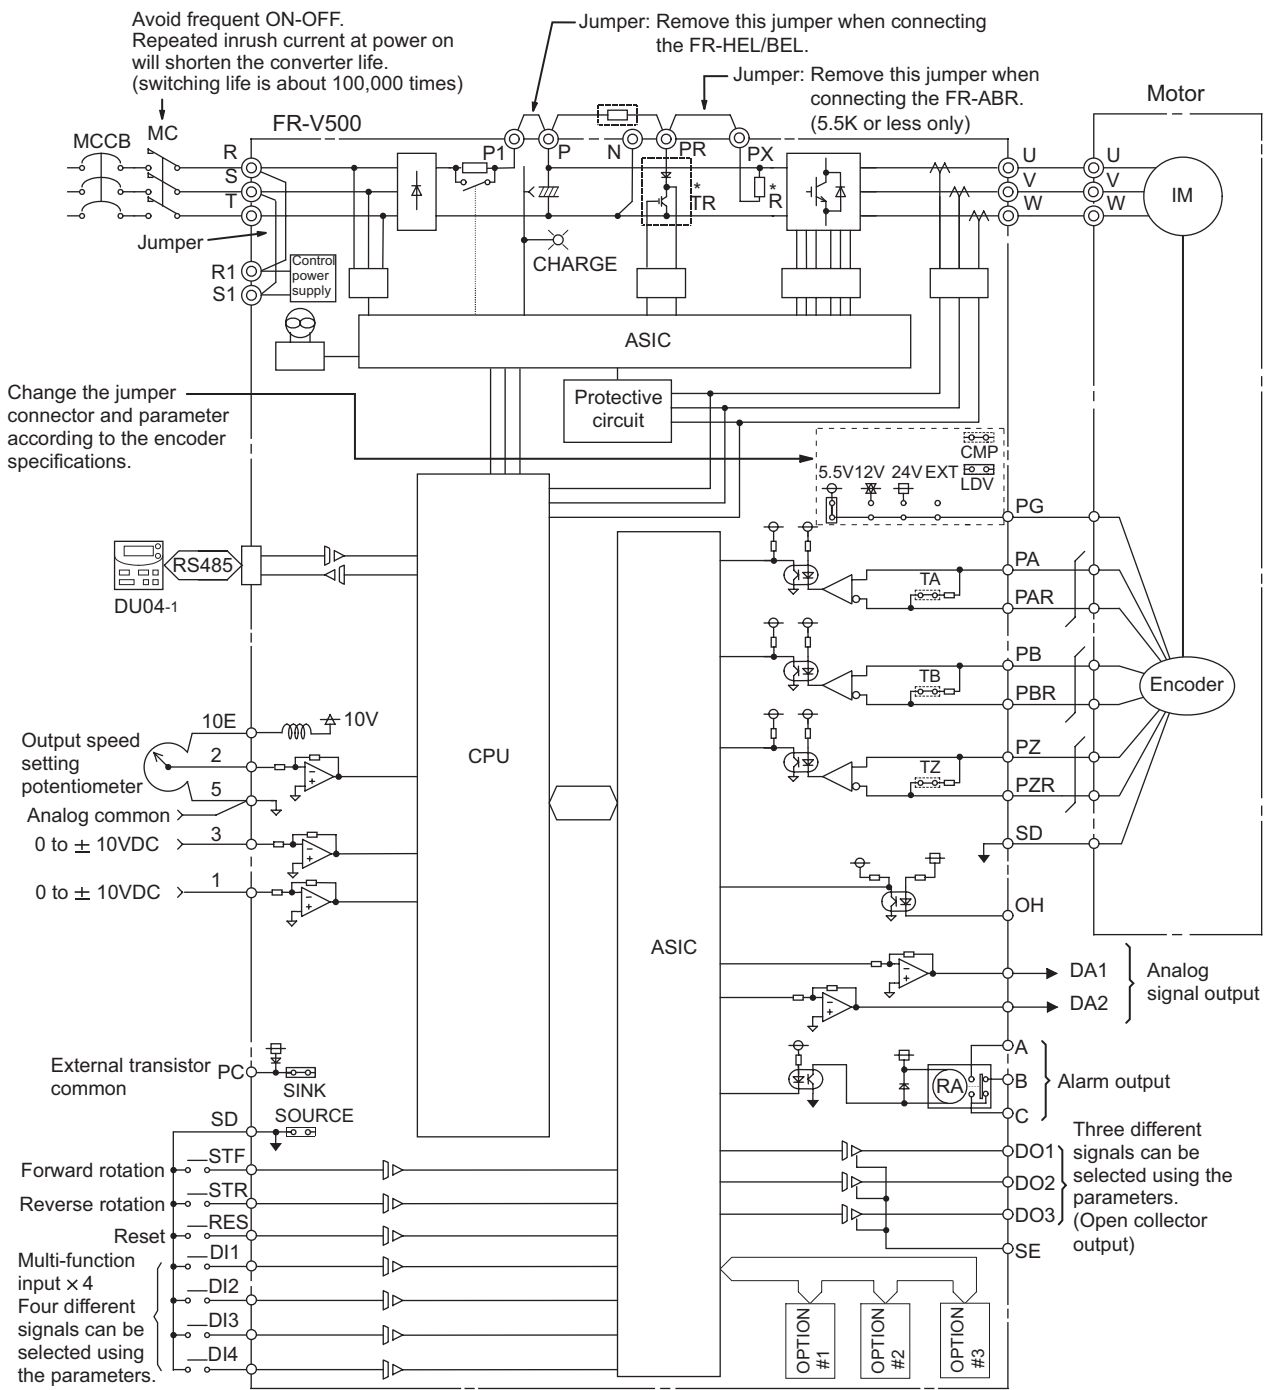 Avoid frequent ON-OFF.
Repeated inrush current at power on
will shorten the converter life.
(switching life is about 100,000 times)
Jumper: Remove this jumper when connecting
the FR-HEL/BEL.
Jumper: Remove this jumper when
connecting the FR-ABR.
(5.5K or less only)
Motor
MCCB
MC
FR-V500
R
S
T
P1
P
N
PR
PX
*
TR
*
R
U
V
W
U
V
W
IM
Jumper
R1
S1
Control
power
supply
CHARGE
ASIC
Change the jumper
connector and parameter
according to the encoder
specifications.
Protective
circuit
CMP
5.5V
12V
24V
EXT
LDV
PG
RS485
DU04-1
TA
PA
PAR
TB
PB
PBR
Encoder
TZ
PZ
PZR
SD
10E
10V
Output speed
setting
potentiometer
2
5
Analog common
0 to ± 10VDC
3
0 to ± 10VDC
1
CPU
ASIC
OH
DA1
DA2
Analog
signal output
External transistor
common
PC
SINK
SD
SOURCE
RA
A
B
C
Alarm output
Forward rotation
STF
Reverse rotation
STR
Reset
RES
Multi-function
input × 4
Four different
signals can be
selected using
the parameters.
DI1
DI2
DI3
DI4
DO1
DO2
DO3
SE
Three different
signals can be
selected using the
parameters.
(Open collector
output)
OPTION
#1
OPTION
#2
OPTION
#3